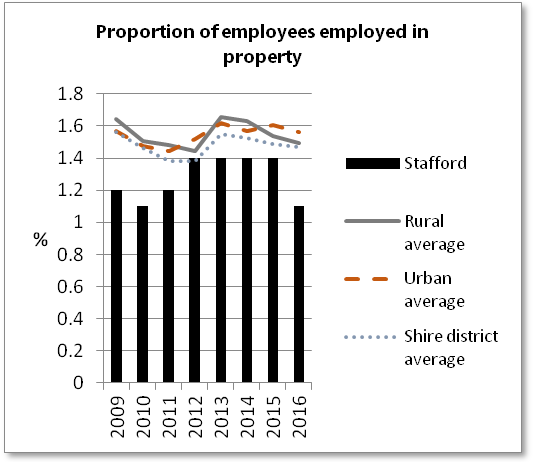 Proportion of employees employed in
property
1.8
1.6
1.4
1.2
1
0.8
0.6
0.4
0.2
0
%
2009
2010
2011
2012
2013
2014
2015
2016
Stafford
Rural
average
Urban
average
Shire district
average